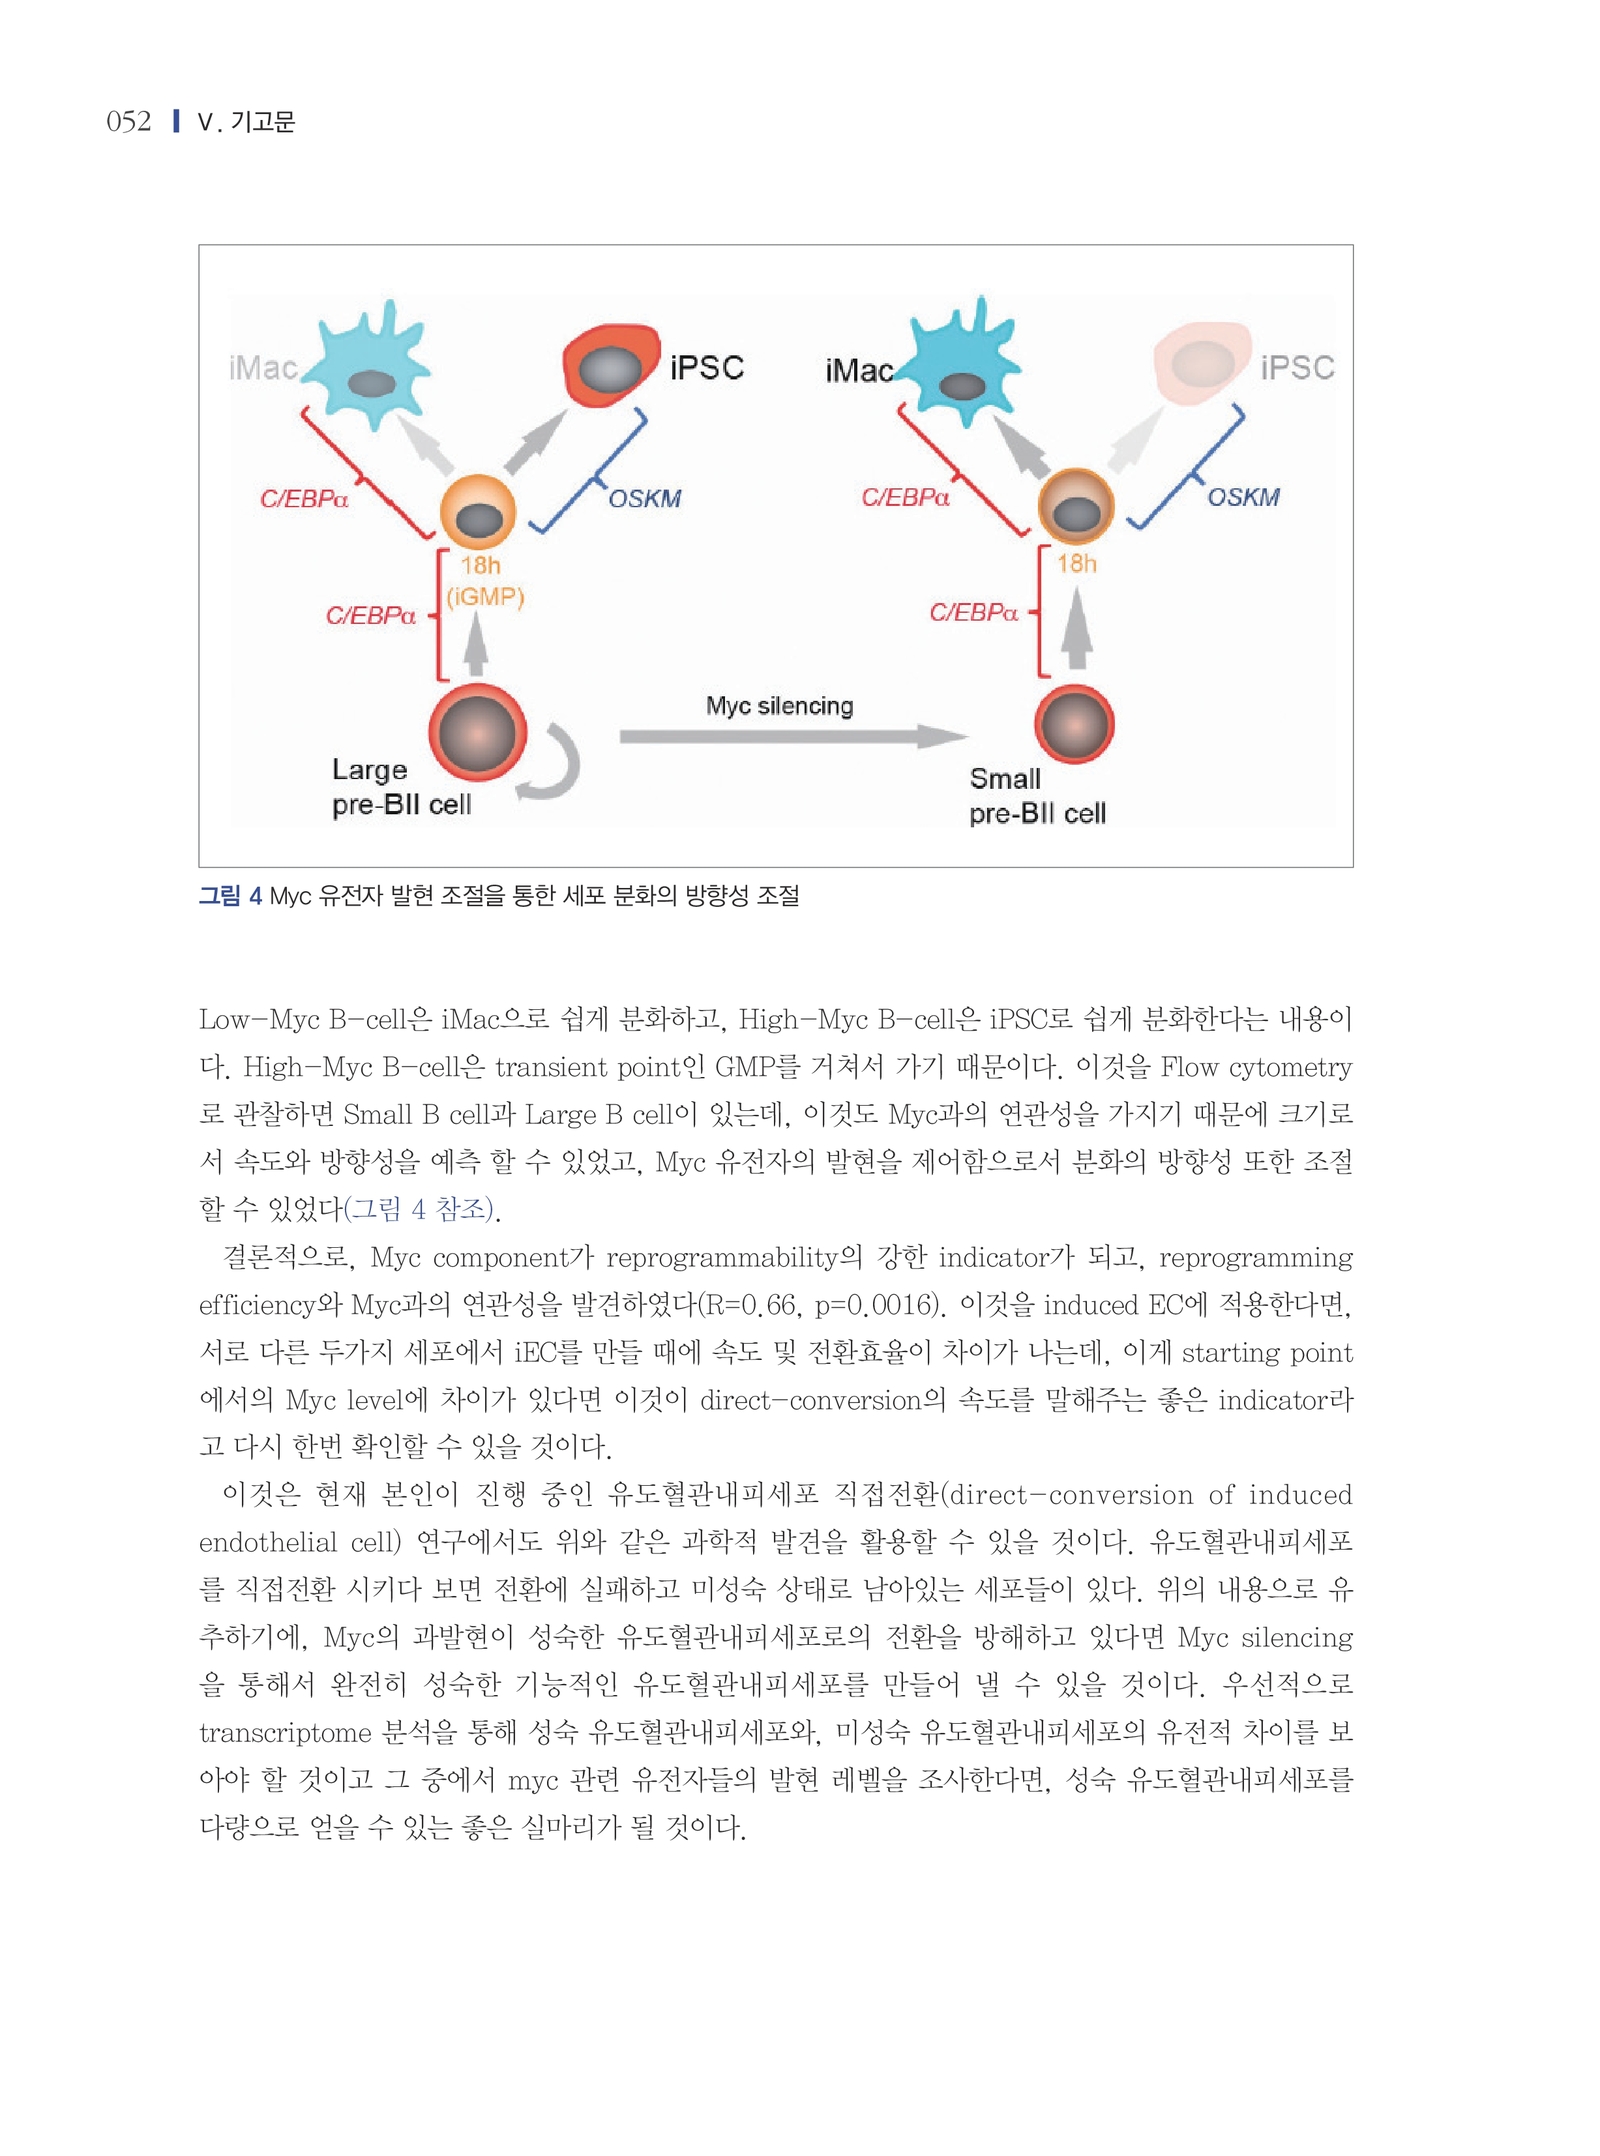 052 V. 기고문
iMac
iPSC
iMac
iPSC
C/EBPα
OSKM
C/EBPα
OSKM
18h
(iGMP)
18h
C/EBPα
C/EBPα
Myc silencing
Large
pre-BII cell
Small
pre-BII cell
그림 4 Myc 유전자 발현 조절을 통한 세포 분화의 방향성 조절
Low-Myc B-cell은 iMac으로 쉽게 분화하고, High-Myc B-cell은 iPSC로 쉽게 분화한다는 내용이
다. High-Myc B-cell은 transient point인 GMP를 거쳐서 가기 때문이다. 이것을 Flow cytometry
로 관찰하면 Small B cell과 Large B cell이 있는데, 이것도 Myc과의 연관성을 가지기 때문에 크기로
서 속도와 방향성을 예측 할 수 있었고, Myc 유전자의 발현을 제어함으로서 분화의 방향성 또한 조절
할 수 있었다(그림 4 참조).
결론적으로, Myc component가 reprogrammability의 강한 indicator가 되고, reprogramming
efficiency와 Myc과의 연관성을 발견하였다(R=0.66, p=0.0016). 이것을 induced EC에 적용한다면,
서로 다른 두가지 세포에서 iEC를 만들 때에 속도 및 전환효율이 차이가 나는데, 이게 starting point
에서의 Myc level에 차이가 있다면 이것이 direct-conversion의 속도를 말해주는 좋은 indicator라
고 다시 한번 확인할 수 있을 것이다.
이것은 현재 본인이 진행 중인 유도혈관내피세포 직접전환(direct-conversion of induced
endothelial cell) 연구에서도 위와 같은 과학적 발견을 활용할 수 있을 것이다. 유도혈관내피세포
를 직접전환 시키다 보면 전환에 실패하고 미성숙 상태로 남아있는 세포들이 있다. 위의 내용으로 유
추하기에, Myc의 과발현이 성숙한 유도혈관내피세포로의 전환을 방해하고 있다면 Myc silencing
을 통해서 완전히 성숙한 기능적인 유도혈관내피세포를 만들어 낼 수 있을 것이다. 우선적으로
transcriptome 분석을 통해 성숙 유도혈관내피세포와, 미성숙 유도혈관내피세포의 유전적 차이를 보
아야 할 것이고 그 중에서 myc 관련 유전자들의 발현 레벨을 조사한다면, 성숙 유도혈관내피세포를
다량으로 얻을 수 있는 좋은 실마리가 될 것이다.